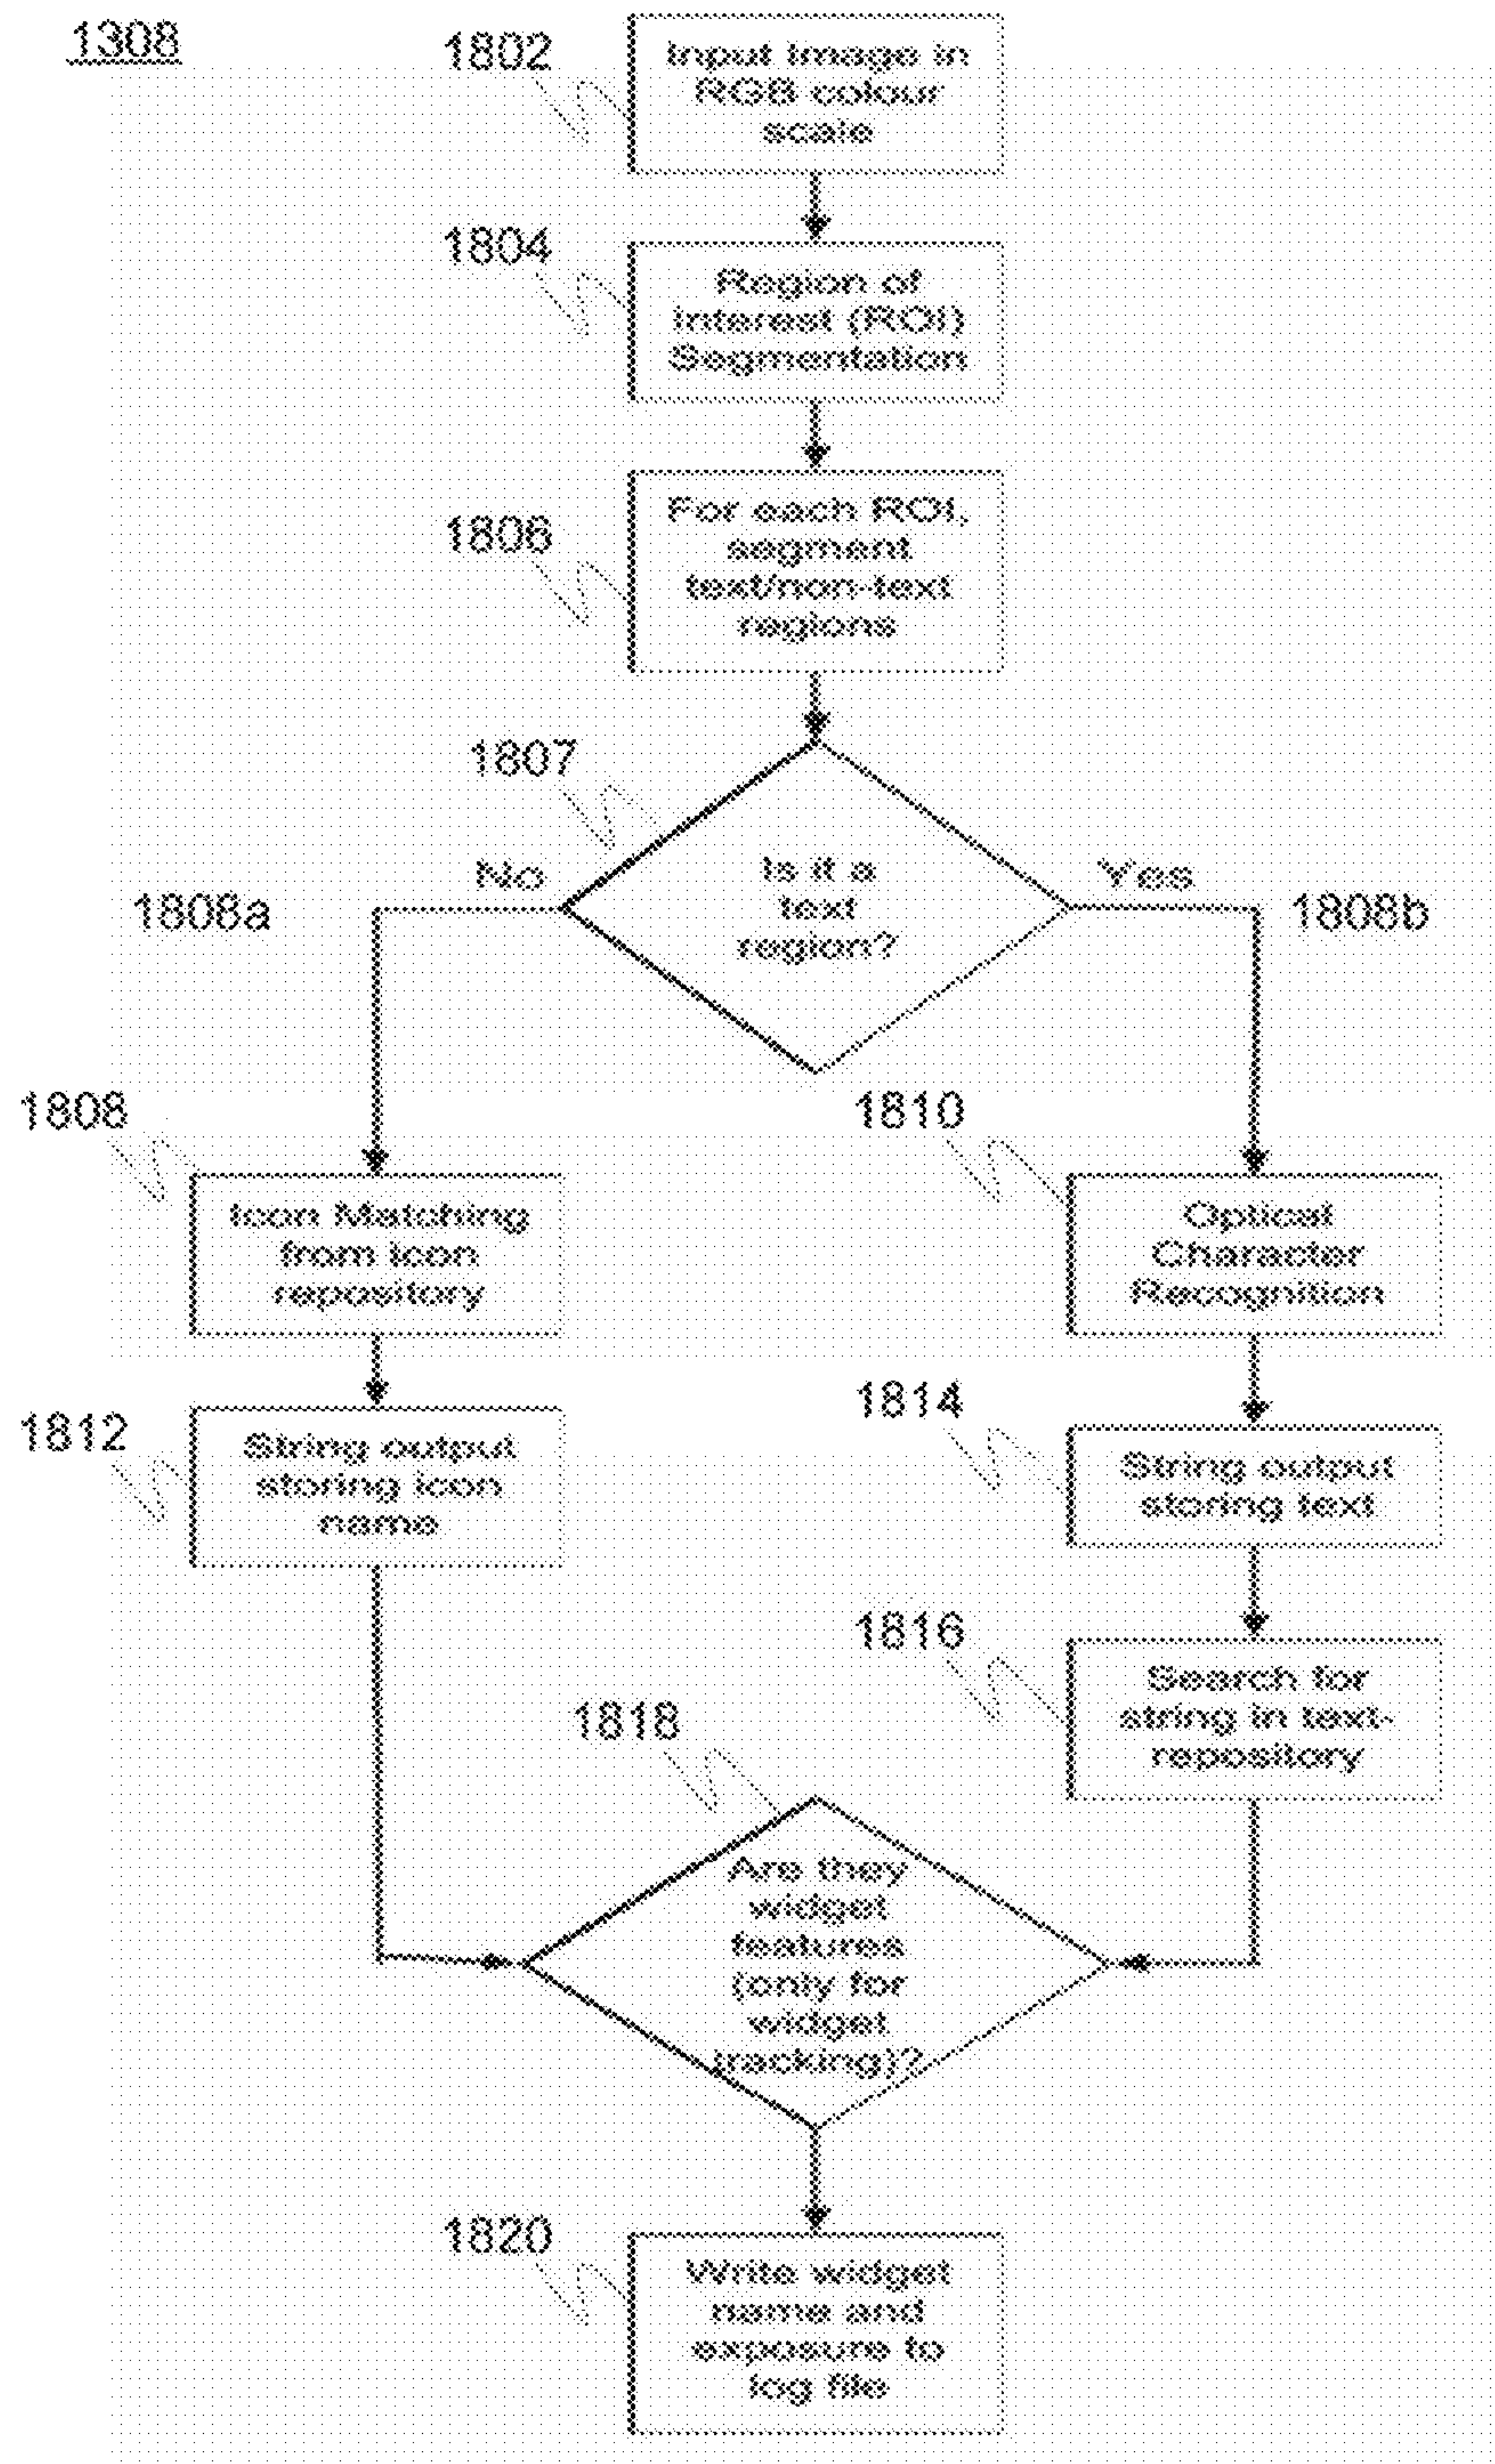 1308
1802
Input Image in
RGB colour
scale
1804
Region of
Interest (ROI)
Segmentation
1806
For each ROI,
segment
text/non-text
regions
1807
No
Is it a
text
region?
Yes
1808a
1808b
1808
Icon Matching
from icon
repository
1810
Optical
Character
Recognition
1812
String output
storing icon
name
1814
String output
storing text
1816
Search for
string in text-
repository
1818
Are they
widget
features
(only for
widget
tracking)?
1820
Write widget
name and
exposure to
log file